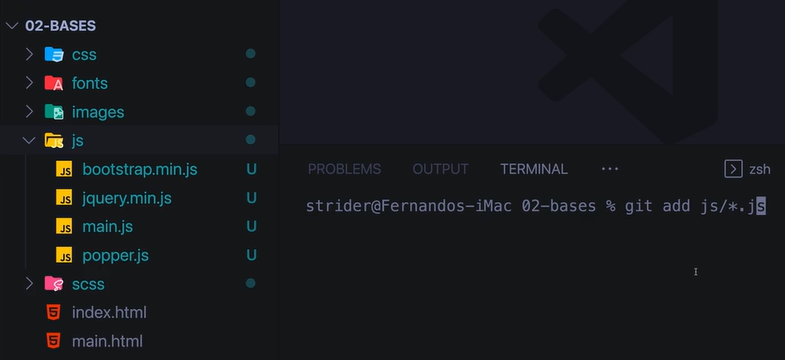 02-BASES
css
fonts
images
js
bootstrap.min.js U
jquery.min.js U
main.js U
popper.js U
scss
index.html
main.html
PROBLEMS OUTPUT TERMINAL ··· zsh
strider@Fernandos-iMac 02-bases % git add js/*.js